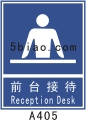 5biao.com
前台接待
Reception Desk
A405